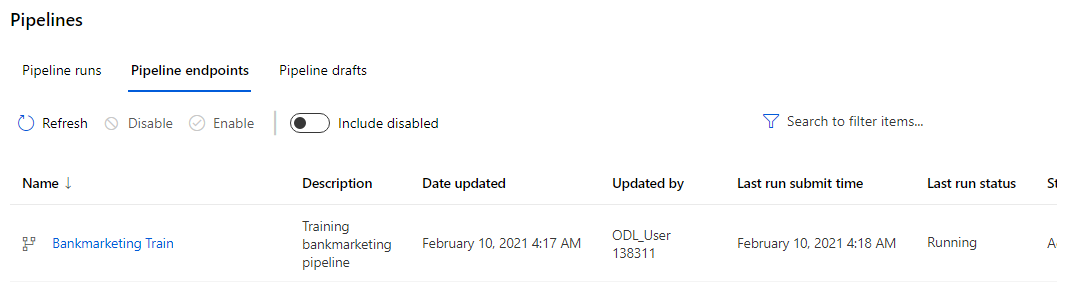 Pipelines
Pipeline runs Pipeline endpoints Pipeline drafts
Refresh Disable Enable Include disabled Search to filter items...
Name ↓ Description Date updated Updated by Last run submit time Last run status
Training
Bankmarketing Train bankmarketing February 10, 2021 4:17 AM ODL_User February 10, 2021 4:18 AM Running
pipeline 138311